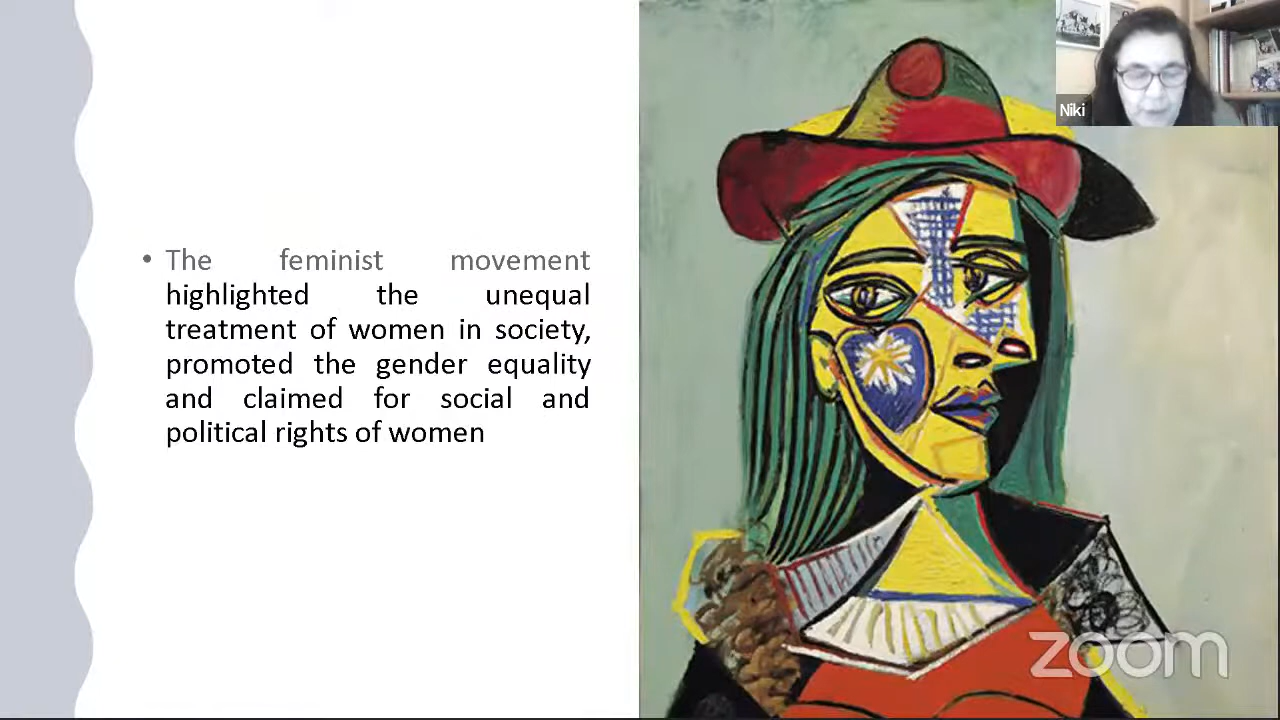 Niki
• The feminist movement
highlighted the unequal
treatment of women in society,
promoted the gender equality
and claimed for social and
political rights of women
zoom